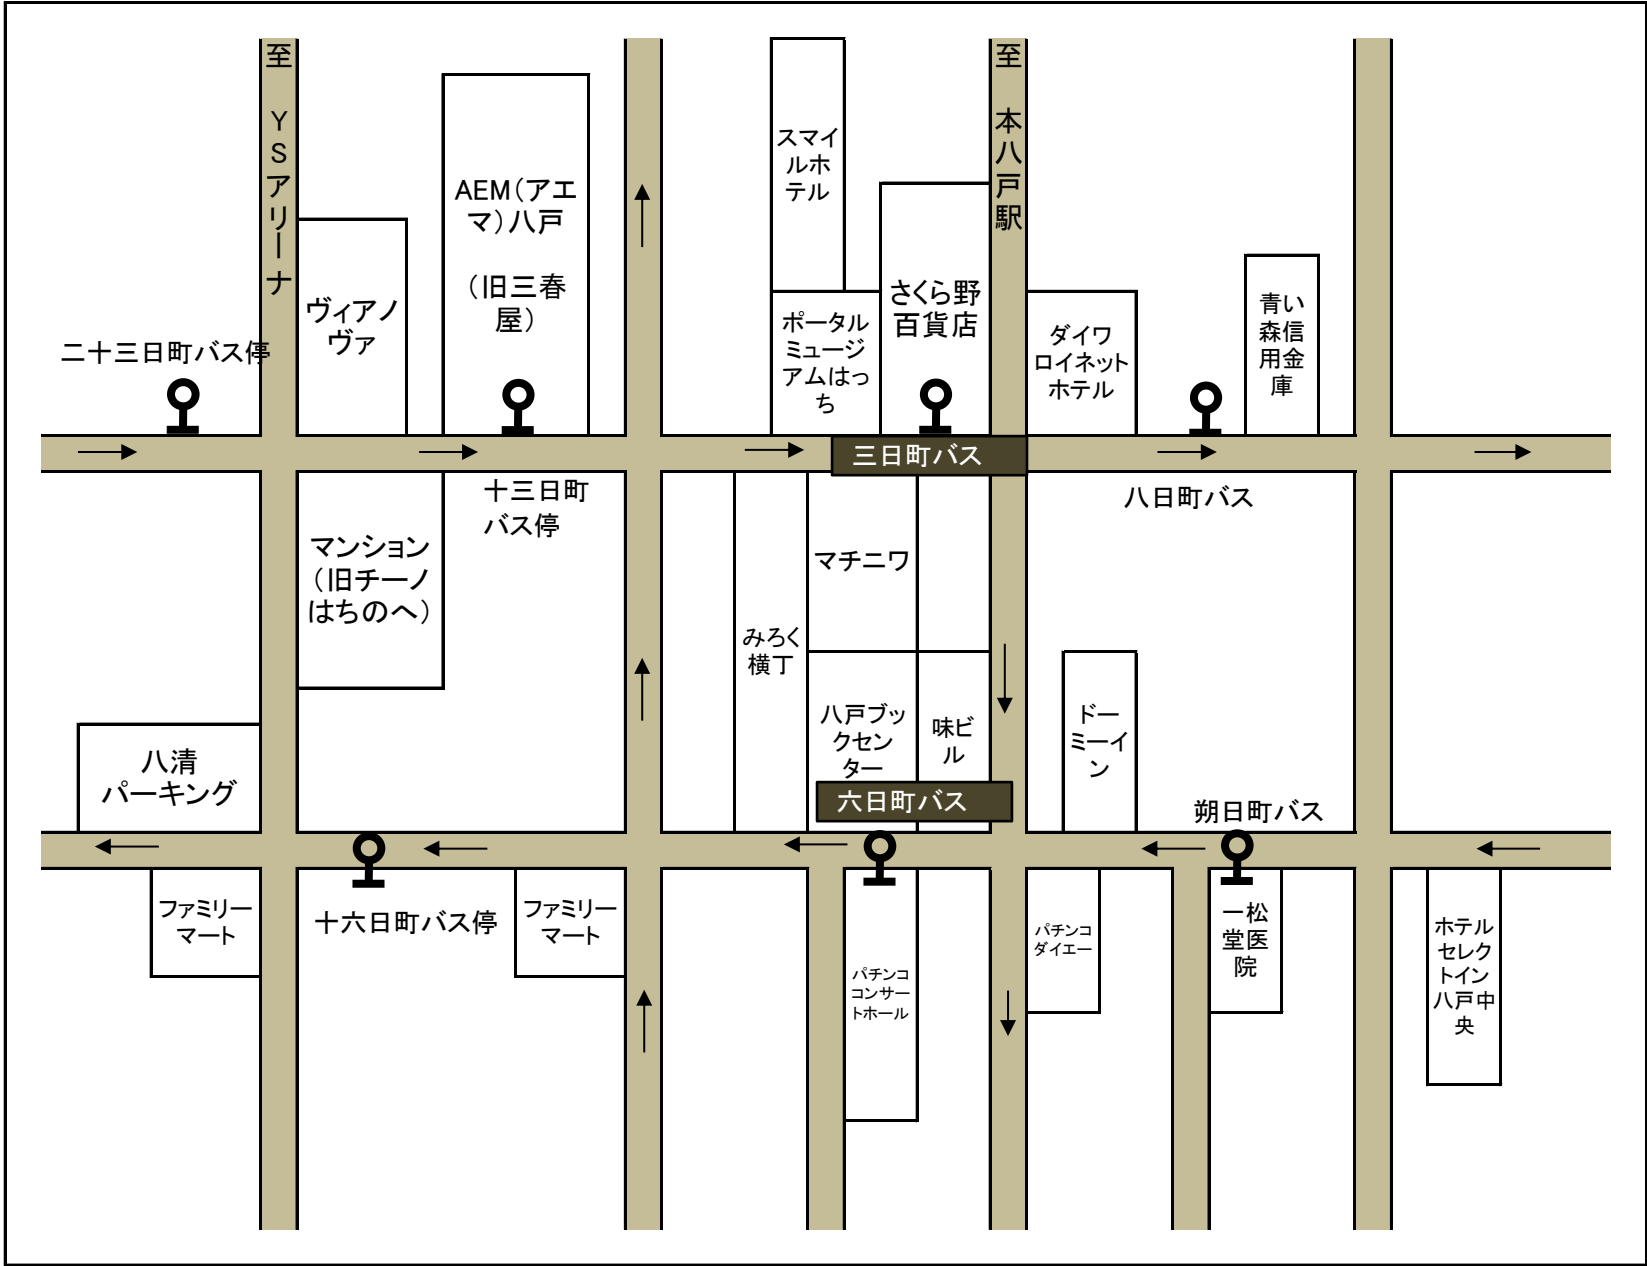 至 YSアリーナ
至 本八戸駅
スマイ
ルホ
テル
AEM(アエ
マ)八戸
(旧三春
屋)
ヴィアノ
ヴァ
さくら野
百貨店
ポータル
ミュージ
アムはっ
ち
ダイワ
ロイネット
ホテル
青い
森信
用金
庫
二十三日町バス停
三日町バス
十三日町
バス停
八日町バス
マンション
(旧チーノ
はちのへ)
マチニワ
みろく
横丁
八戸ブッ
クセン
ター
味ビ
ル
ドー
ミーイ
ン
八清
パーキング
六日町バス
朔日町バス
ファミリー
マート
十六日町バス停
ファミリー
マート
パチンコ
コンサー
トホール
パチンコ
ダイエー
一松
堂医
院
ホテル
セレク
トイン
八戸中
央